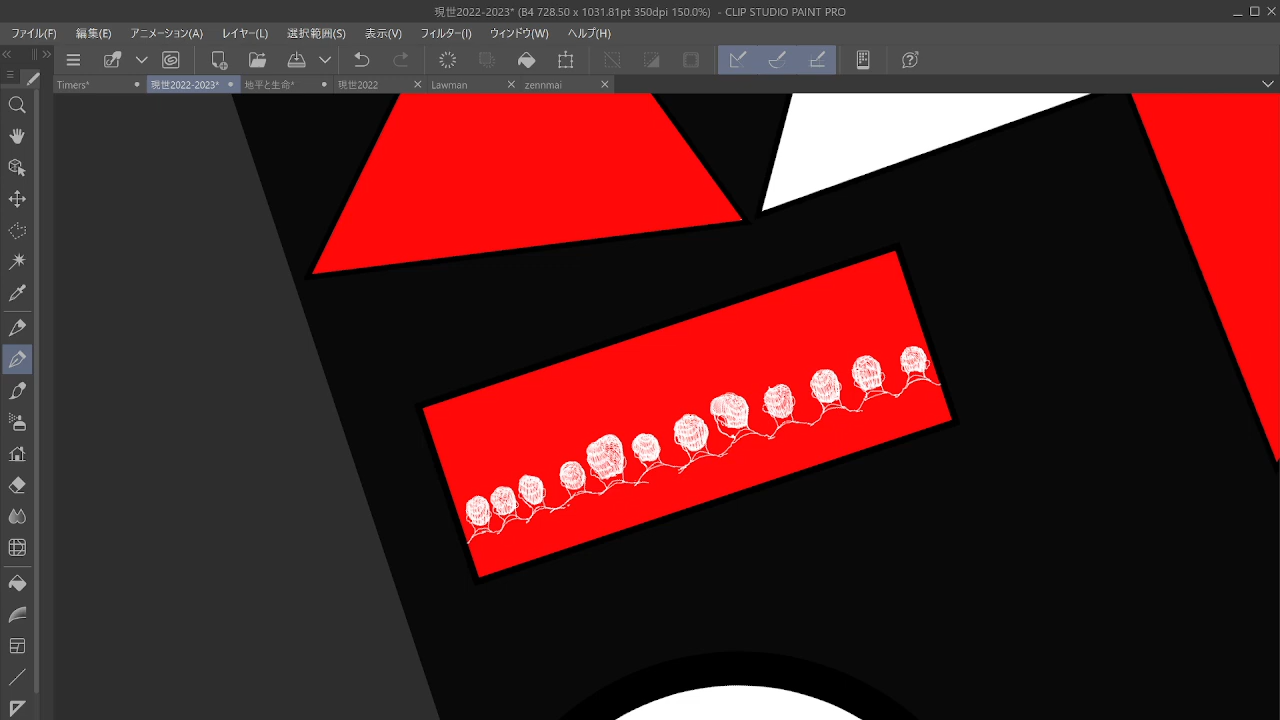 現世2022-2023* (B4 728.50 x 1031.81pt 350dpi 150.0%) - CLIP STUDIO PAINT PRO
ファイル(F) 編集(E) アニメーション(A) レイヤー(L) 選択範囲(S) 表示(V) フィルター(I) ウィンドウ(W) ヘルプ(H)
Timers* 現世2022-2023* 地平と生命* 現世2022 Lawman zennmai